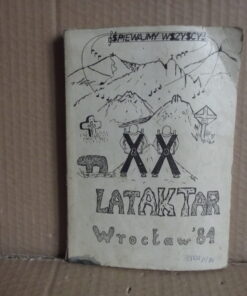 ŚPIEWAJMY WSZYSCY!
LATAKTAR
Wrocław '81